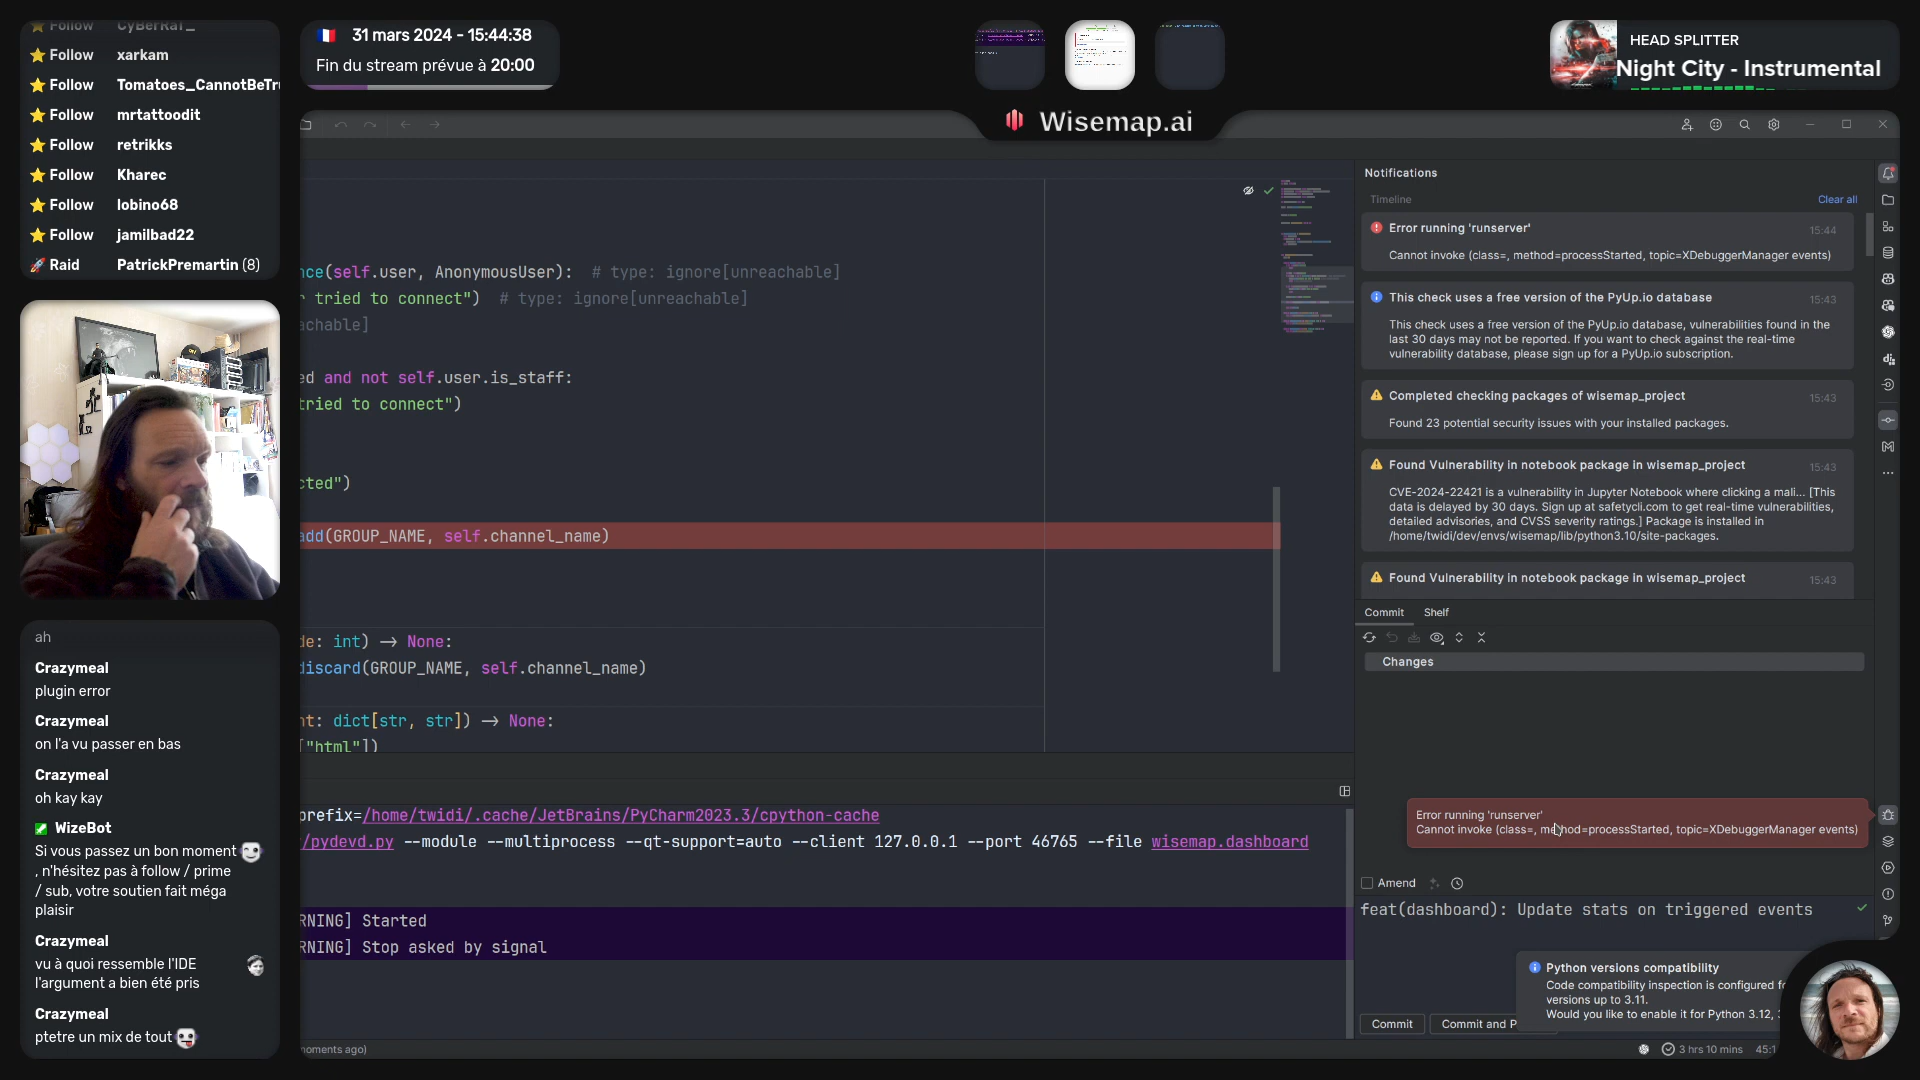 Follow CyBerRaT_
Follow xarkam
Follow Tomatoes_CannotBeTr
Follow mrtattoodit
Follow retrikks
Follow Kharec
Follow lobino68
Follow jamilbad22
Raid PatrickPremartin (8)
31 mars 2024 - 15:44:38
Fin du stream prévue à 20:00
HEAD SPLITTER
Night City - Instrumental
Wisemap.ai
nce(self.user, AnonymousUser):  # type: ignore[unreachable]
r tried to connect")  # type: ignore[unreachable]
achable]
ed and not self.user.is_staff:
tried to connect")
cted")
add(GROUP_NAME, self.channel_name)
de: int) → None:
discard(GROUP_NAME, self.channel_name)
nt: dict[str, str]) → None:
["html"])
prefix=/home/twidi/.cache/JetBrains/PyCharm2023.3/cpython-cache
/pydevd.py --module --multiprocess --qt-support=auto --client 127.0.0.1 --port 46765 --file wisemap.dashboard
RNING] Started
RNING] Stop asked by signal
moments ago)
Notifications
Timeline
Clear all
Error running 'runserver'
15:44
Cannot invoke (class=, method=processStarted, topic=XDebuggerManager events)
This check uses a free version of the PyUp.io database
15:43
This check uses a free version of the PyUp.io database, vulnerabilities found in the
last 30 days may not be reported. If you want to check against the real-time
vulnerability database, please sign up for a PyUp.io subscription.
Completed checking packages of wisemap_project
15:43
Found 23 potential security issues with your installed packages.
Found Vulnerability in notebook package in wisemap_project
15:43
CVE-2024-22421 is a vulnerability in Jupyter Notebook where clicking a mali... [This
data is delayed by 30 days. Sign up at safetycli.com to get real-time vulnerabilities,
detailed advisories, and CVSS severity ratings.] Package is installed in
/home/twidi/dev/envs/wisemap/lib/python3.10/site-packages.
Found Vulnerability in notebook package in wisemap_project
15:43
Commit Shelf
Changes
Error running 'runserver'
Cannot invoke (class=, method=processStarted, topic=XDebuggerManager events)
Amend
feat(dashboard): Update stats on triggered events
Python versions compatibility
Code compatibility inspection is configured fo
versions up to 3.11.
Would you like to enable it for Python 3.12, 3
Commit
Commit and P
3 hrs 10 mins
45:1
ah
Crazymeal
plugin error
Crazymeal
on l'a vu passer en bas
Crazymeal
oh kay kay
WizeBot
Si vous passez un bon moment
, n'hésitez pas à follow / prime
/ sub, votre soutien fait méga
plaisir
Crazymeal
vu à quoi ressemble l'IDE
l'argument a bien été pris
Crazymeal
ptetre un mix de tout